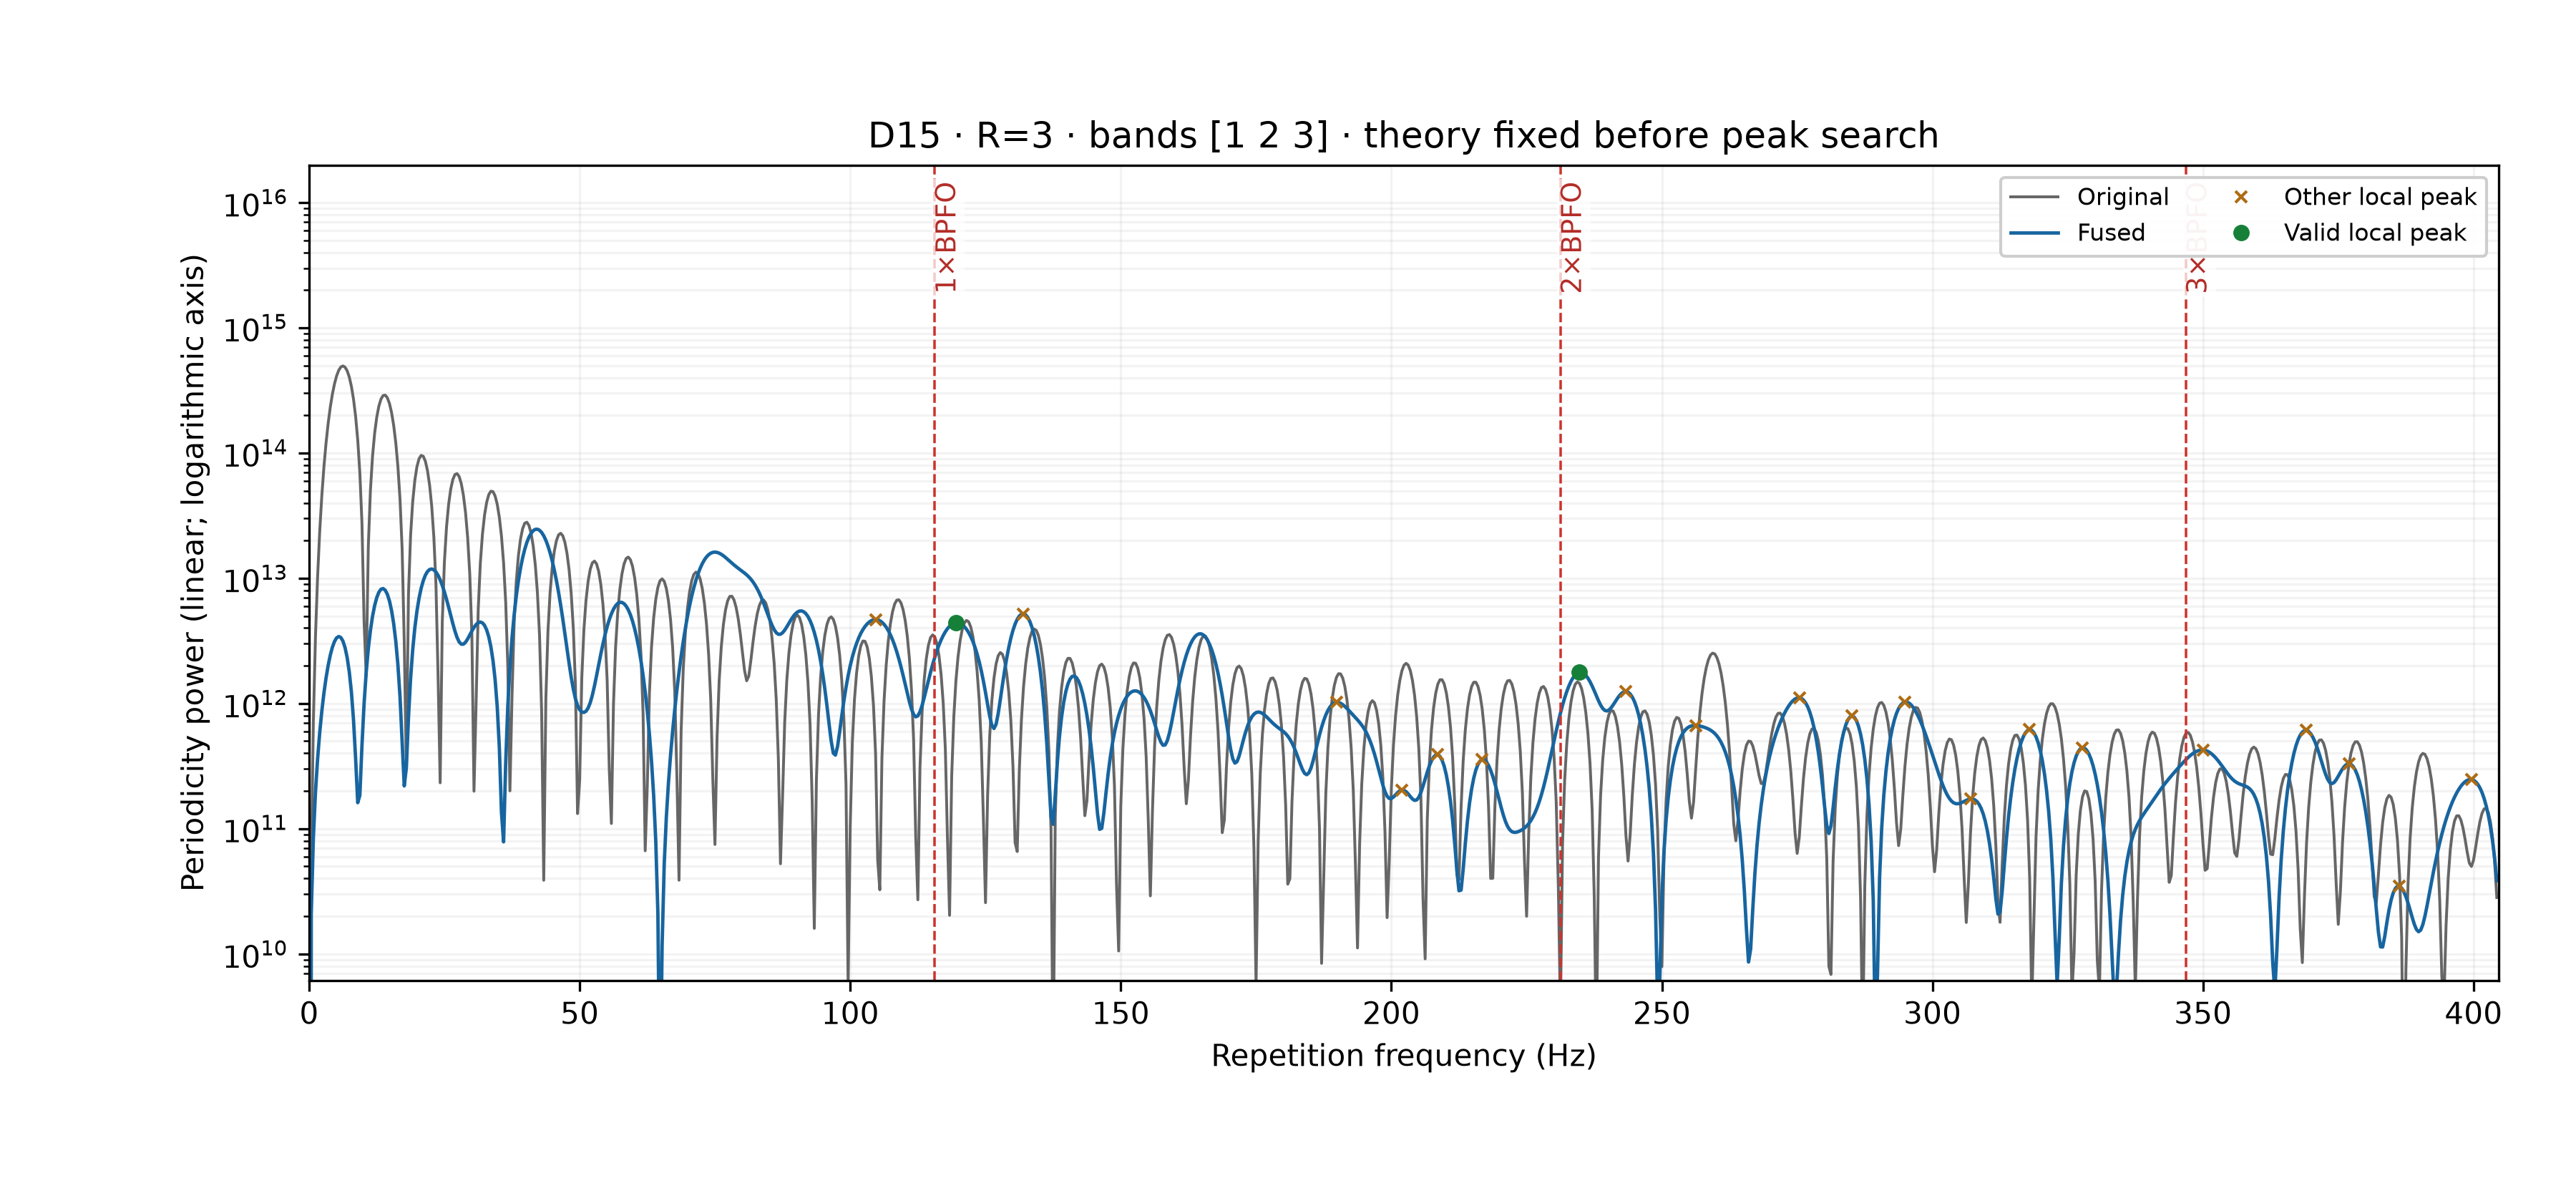 D15 · R=3 · bands [1 2 3] · theory fixed before peak search
Periodicity power (linear; logarithmic axis)
10¹⁶
10¹⁵
10¹⁴
10¹³
10¹²
10¹¹
10¹⁰
1×BPFO
2×BPFO
3×BPFO
Original
Fused
Other local peak
Valid local peak
0 50 100 150 200 250 300 350 400
Repetition frequency (Hz)